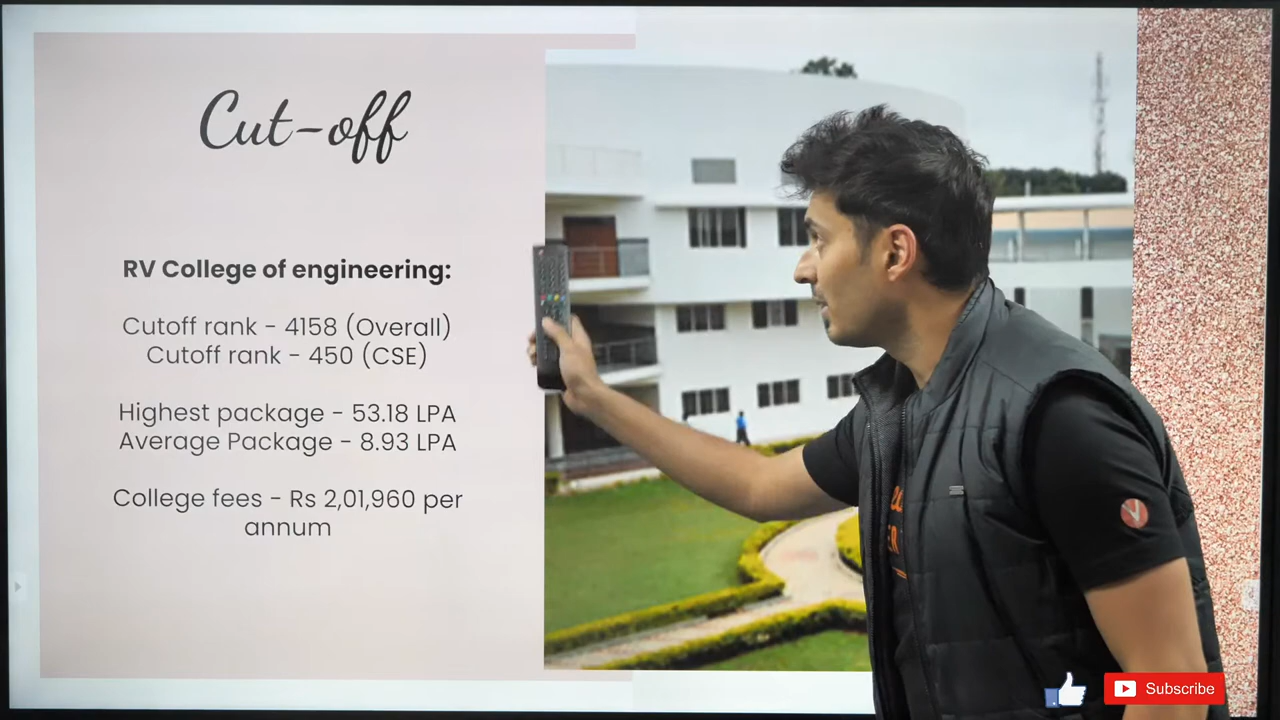 Cut-off
RV College of engineering:
Cutoff rank - 4158 (Overall)
Cutoff rank - 450 (CSE)
Highest package - 53.18 LPA
Average Package - 8.93 LPA
College fees - Rs 2,01,960 per
annum
V
Subscribe